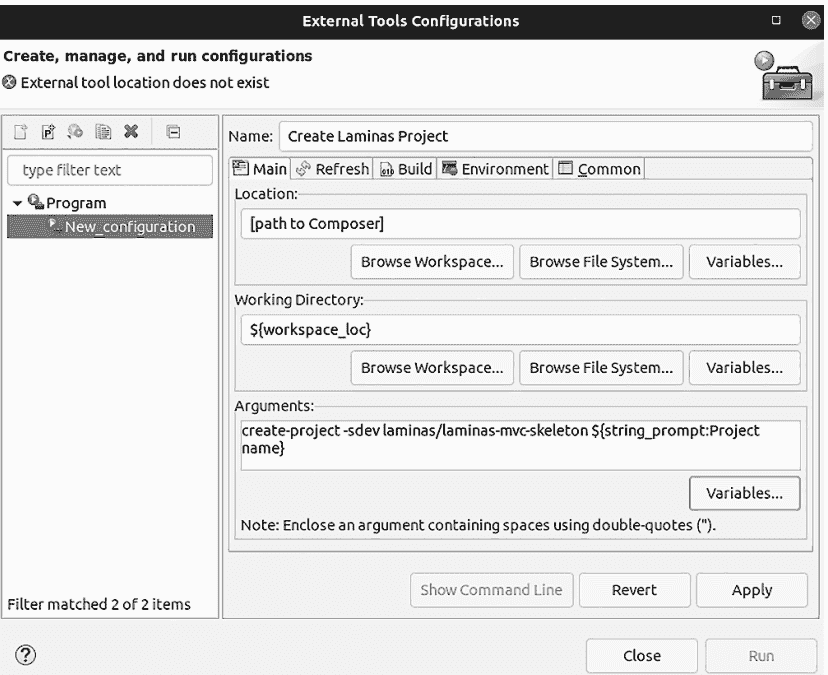 External Tools Configurations
Create, manage, and run configurations
External tool location does not exist
Name: Create Laminas Project
type filter text
Main Refresh Build Environment Common
Program
New_configuration
Location:
[path to Composer]
Browse Workspace... Browse File System... Variables...
Working Directory:
${workspace_loc}
Browse Workspace... Browse File System... Variables...
Arguments:
create-project -sdev laminas/laminas-mvc-skeleton ${string_prompt:Project
name}
Variables...
Note: Enclose an argument containing spaces using double-quotes (").
Filter matched 2 of 2 items
Show Command Line Revert Apply
Close Run